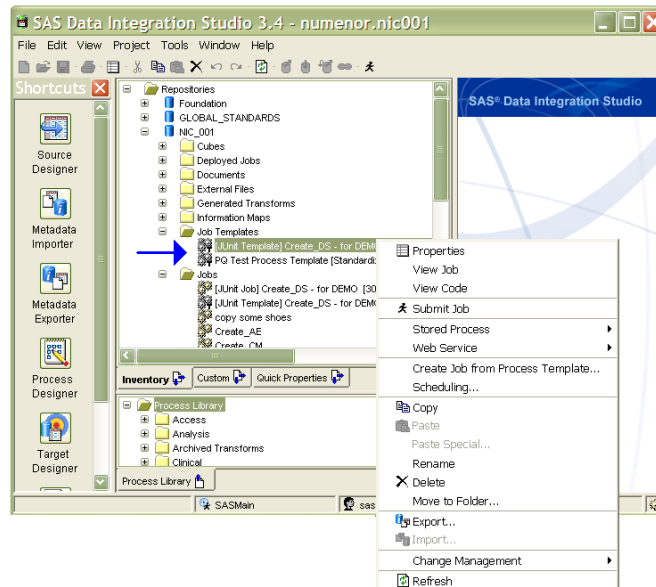 SAS Data Integration Studio 3.4 - numenor.nic001
File Edit View Project Tools Window Help
Shortcuts
Source
Designer
Metadata
Importer
Metadata
Exporter
Process
Designer
Target
Designer
Repositories
Foundation
GLOBAL_STANDARDS
NIC_001
Cubes
Deployed Jobs
Documents
External Files
Generated Transforms
Information Maps
Job Templates
[JUnit Template] Create_DS - for DEMO
PQ Test Process Template [Standardiz
Jobs
[JUnit Job] Create_DS - for DEMO [30
[JUnit Template] Create_DS - for DEM
copy some shoes
Create_AE
Create_CM
Inventory Custom Quick Properties
Process Library
Access
Analysis
Archived Transforms
Clinical
Process Library
SASMain
sas
SAS® Data Integration Studio
Properties
View Job
View Code
Submit Job
Stored Process
Web Service
Create Job from Process Template...
Scheduling...
Copy
Paste
Paste Special...
Rename
Delete
Move to Folder...
Export...
Import...
Change Management
Refresh